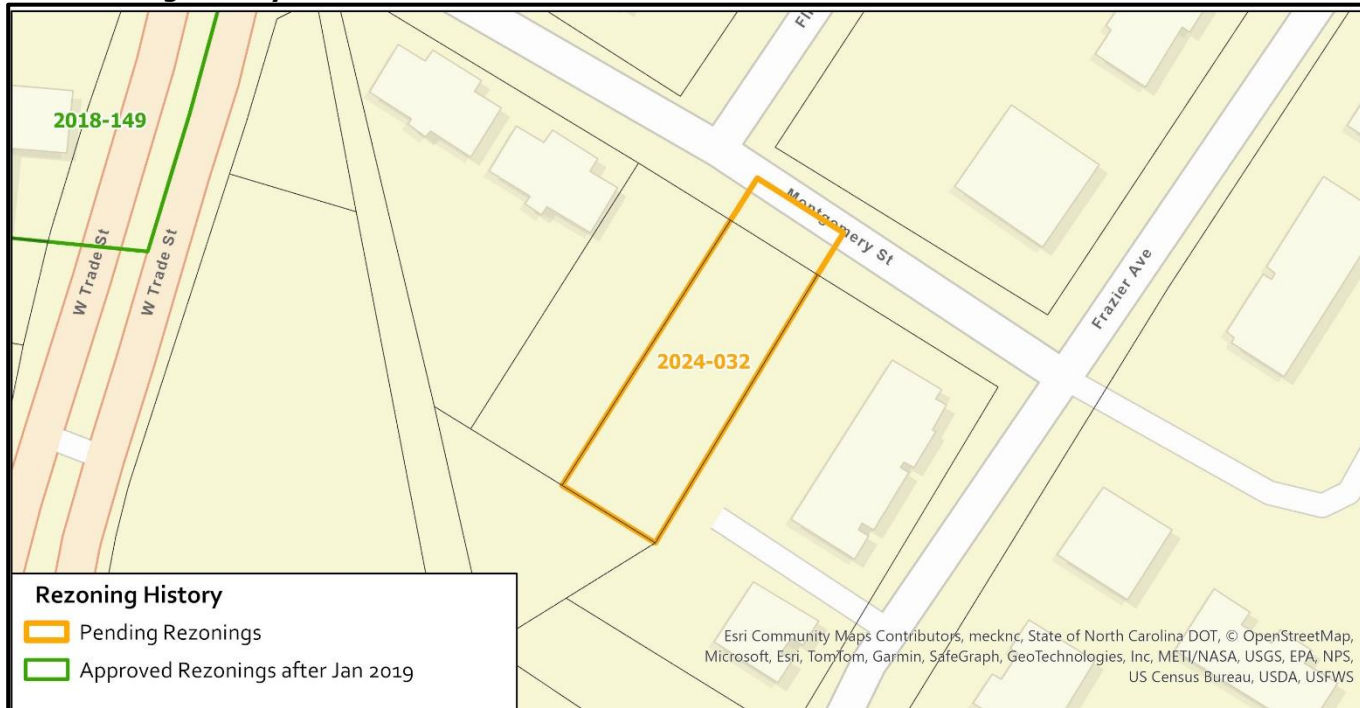 2018-149
W Trade St
W Trade St
Montgomery St
Frazier Ave
2024-032
Rezoning History
Pending Rezonings
Approved Rezonings after Jan 2019
Esri Community Maps Contributors, mecknc, State of North Carolina DOT, © OpenStreetMap,
Microsoft, Esri, TomTom, Garmin, SafeGraph, GeoTechnologies, Inc, METI/NASA, USGS, EPA, NPS,
US Census Bureau, USDA, USFWS